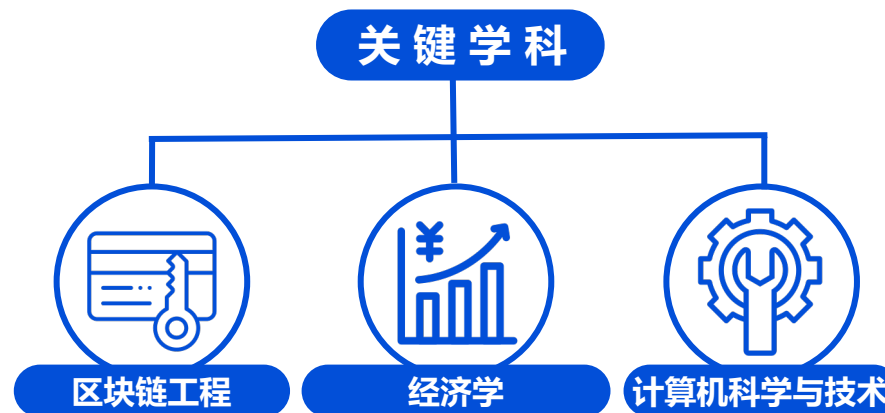 关键学科
¥
区块链工程
经济学
计算机科学与技术